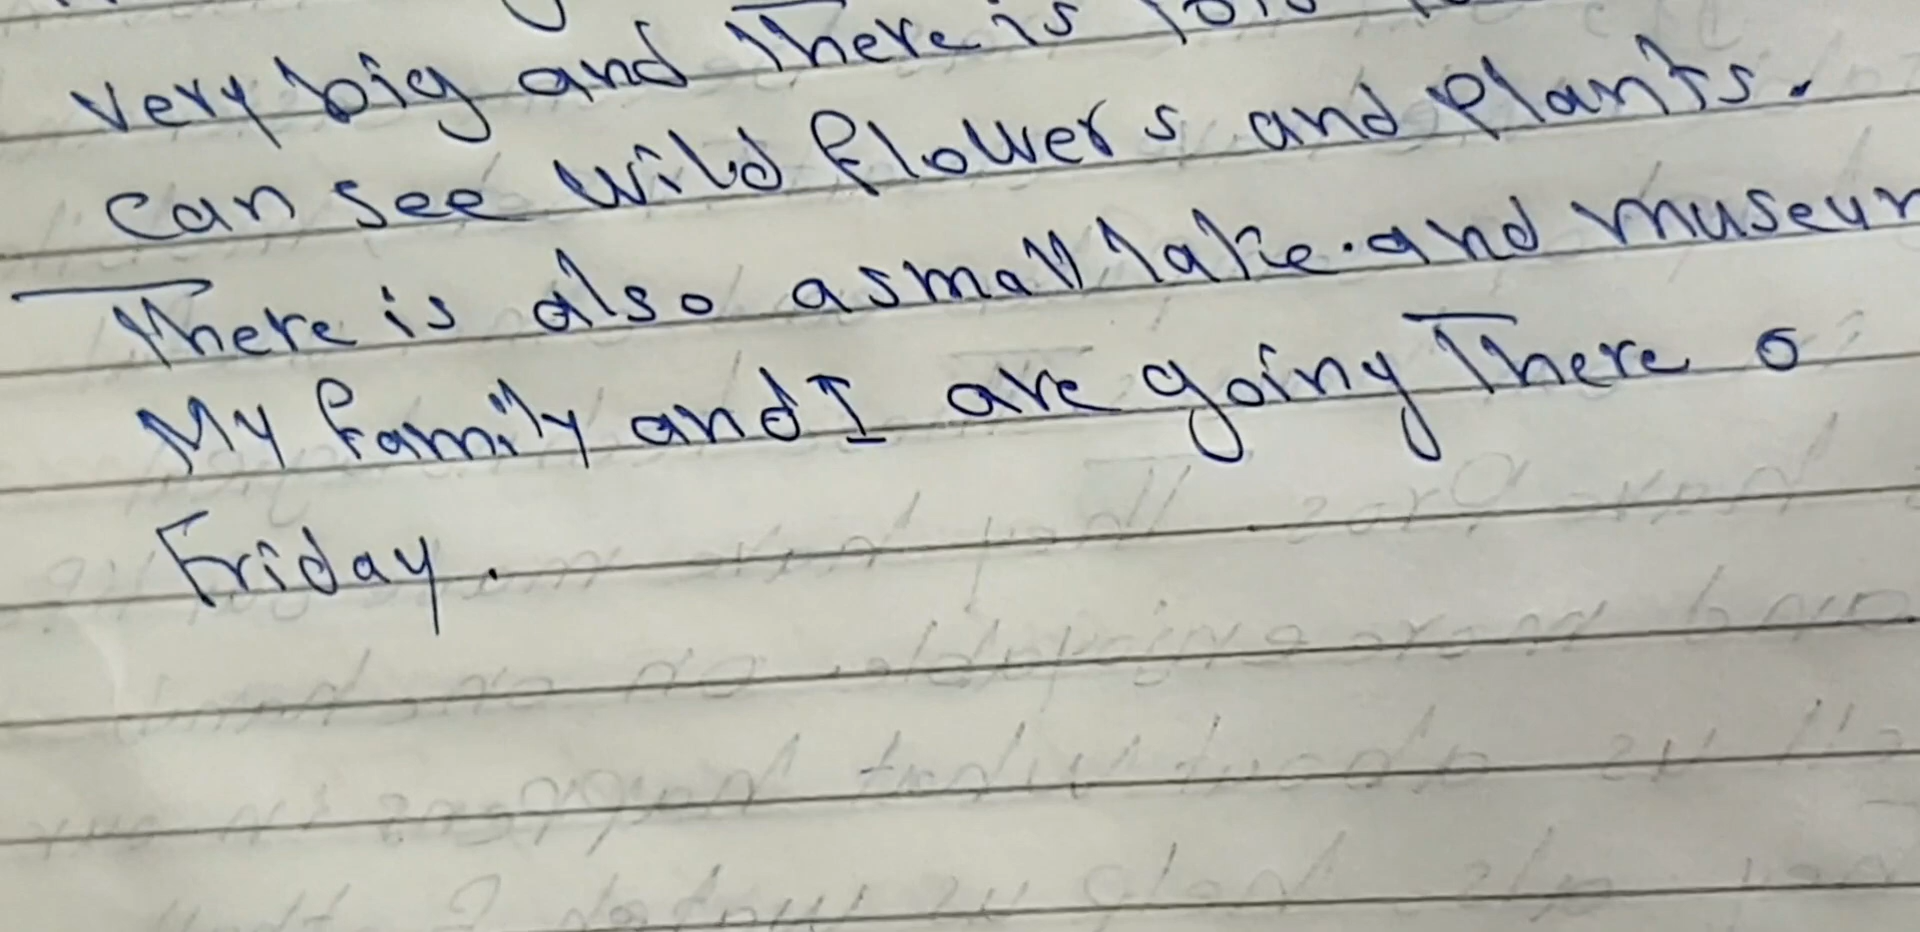 very big and There is
can see wild flowers and Plants.
There is also a small lake. and museum
My family and I are going There o
Friday.